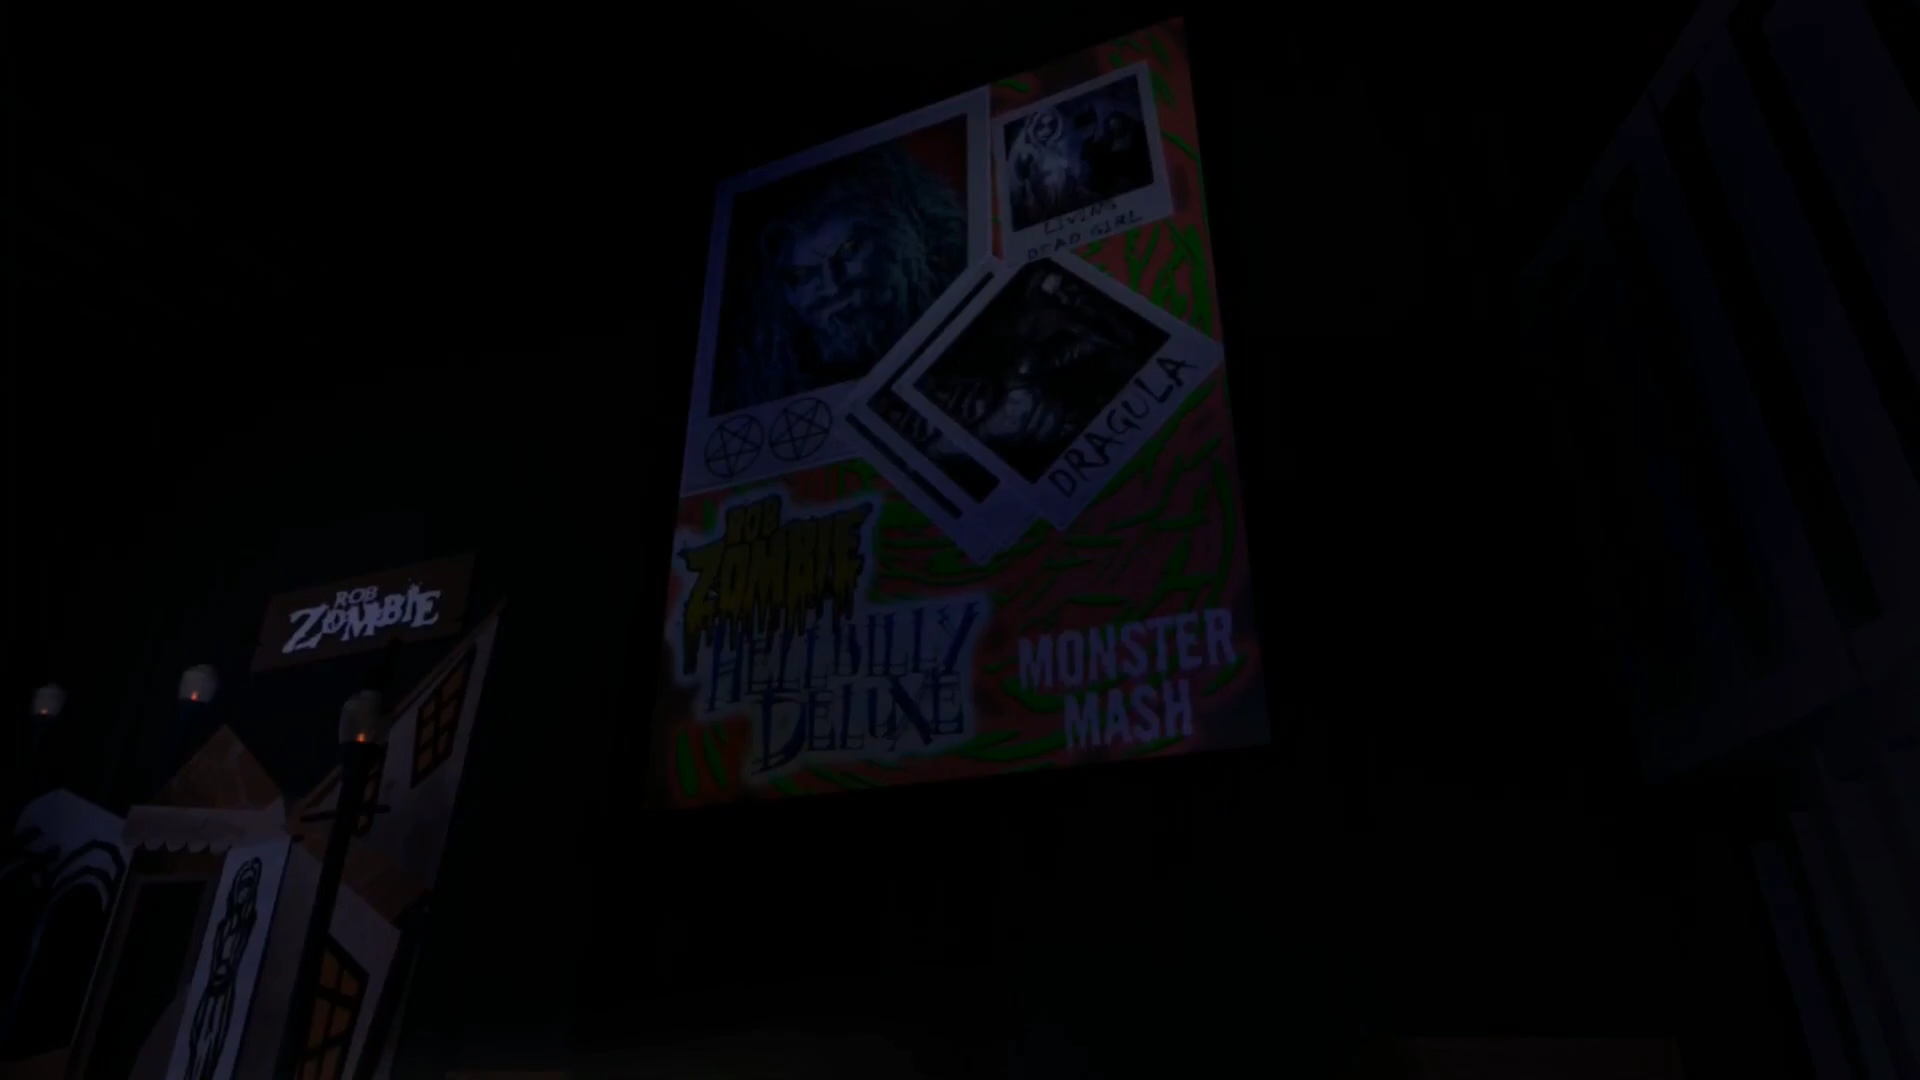 LIVING
DEAD GIRL
DRAGULA
ROB
ZOMBIE
HELLBILLY
DELUXE
MONSTER
MASH
ROB
ZOMBIE